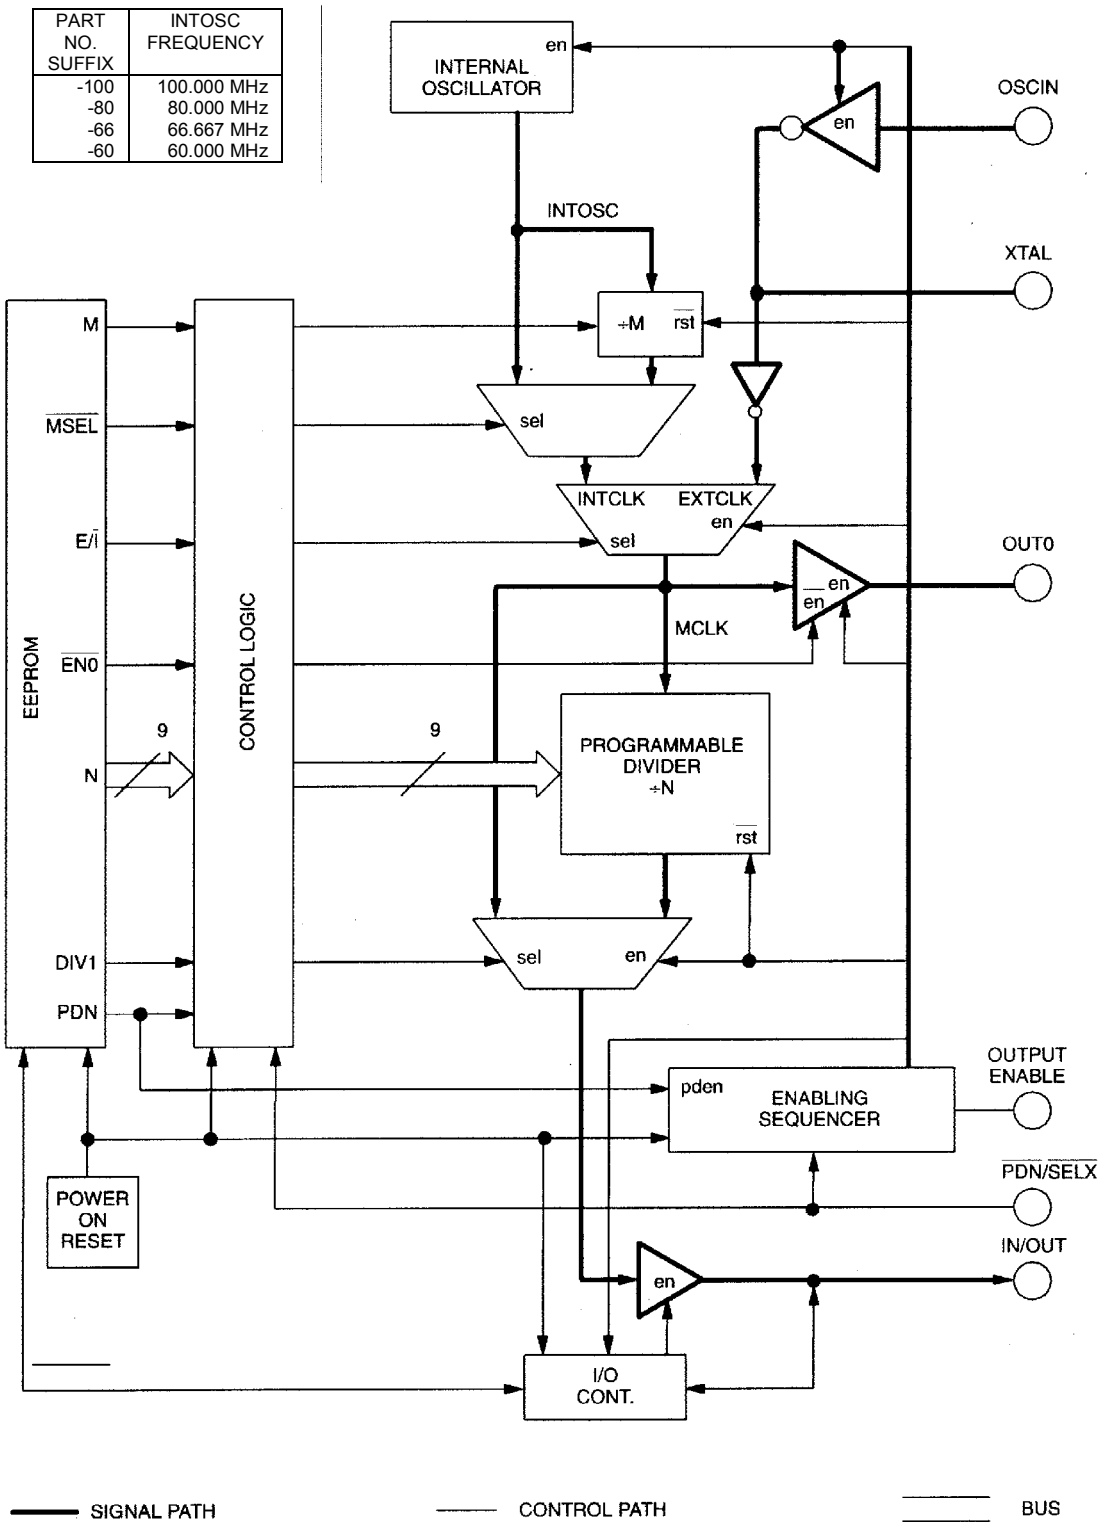 PART
NO.
SUFFIX
INTOSC
FREQUENCY
-100 100.000 MHz
-80 80.000 MHz
-66 66.667 MHz
-60 60.000 MHz
INTERNAL
OSCILLATOR
en
en
OSCIN
INTOSC
XTAL
÷M
rst
M
MSEL
sel
INTCLK
EXTCLK
en
E/I
sel
OUT0
en
en
MCLK
EEPROM
CONTROL LOGIC
EN0
9
9
N
PROGRAMMABLE
DIVIDER
÷N
rst
DIV1
sel
en
PDN
OUTPUT
ENABLE
pden
ENABLING
SEQUENCER
PDN/SELX
POWER
ON
RESET
IN/OUT
en
I/O
CONT.
SIGNAL PATH
CONTROL PATH
BUS